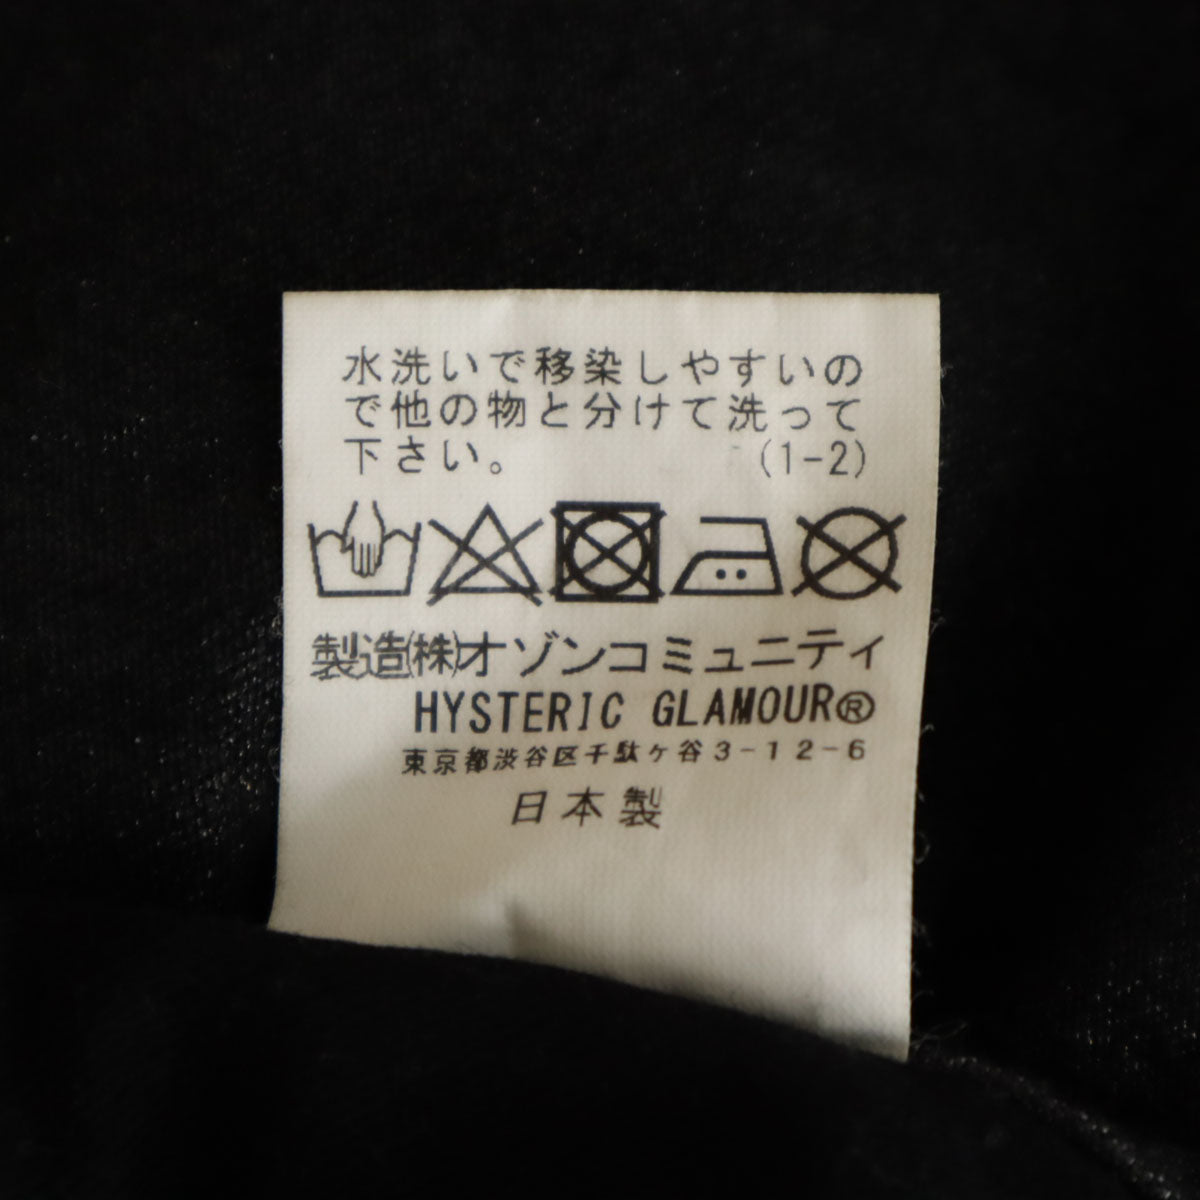 水洗いで移染しやすいの
で他の物と分けて洗って
下さい。 (1-2)
製造(株)オゾンコミュニティ
HYSTERIC GLAMOUR®
東京都渋谷区千駄ヶ谷3-12-6
日本製